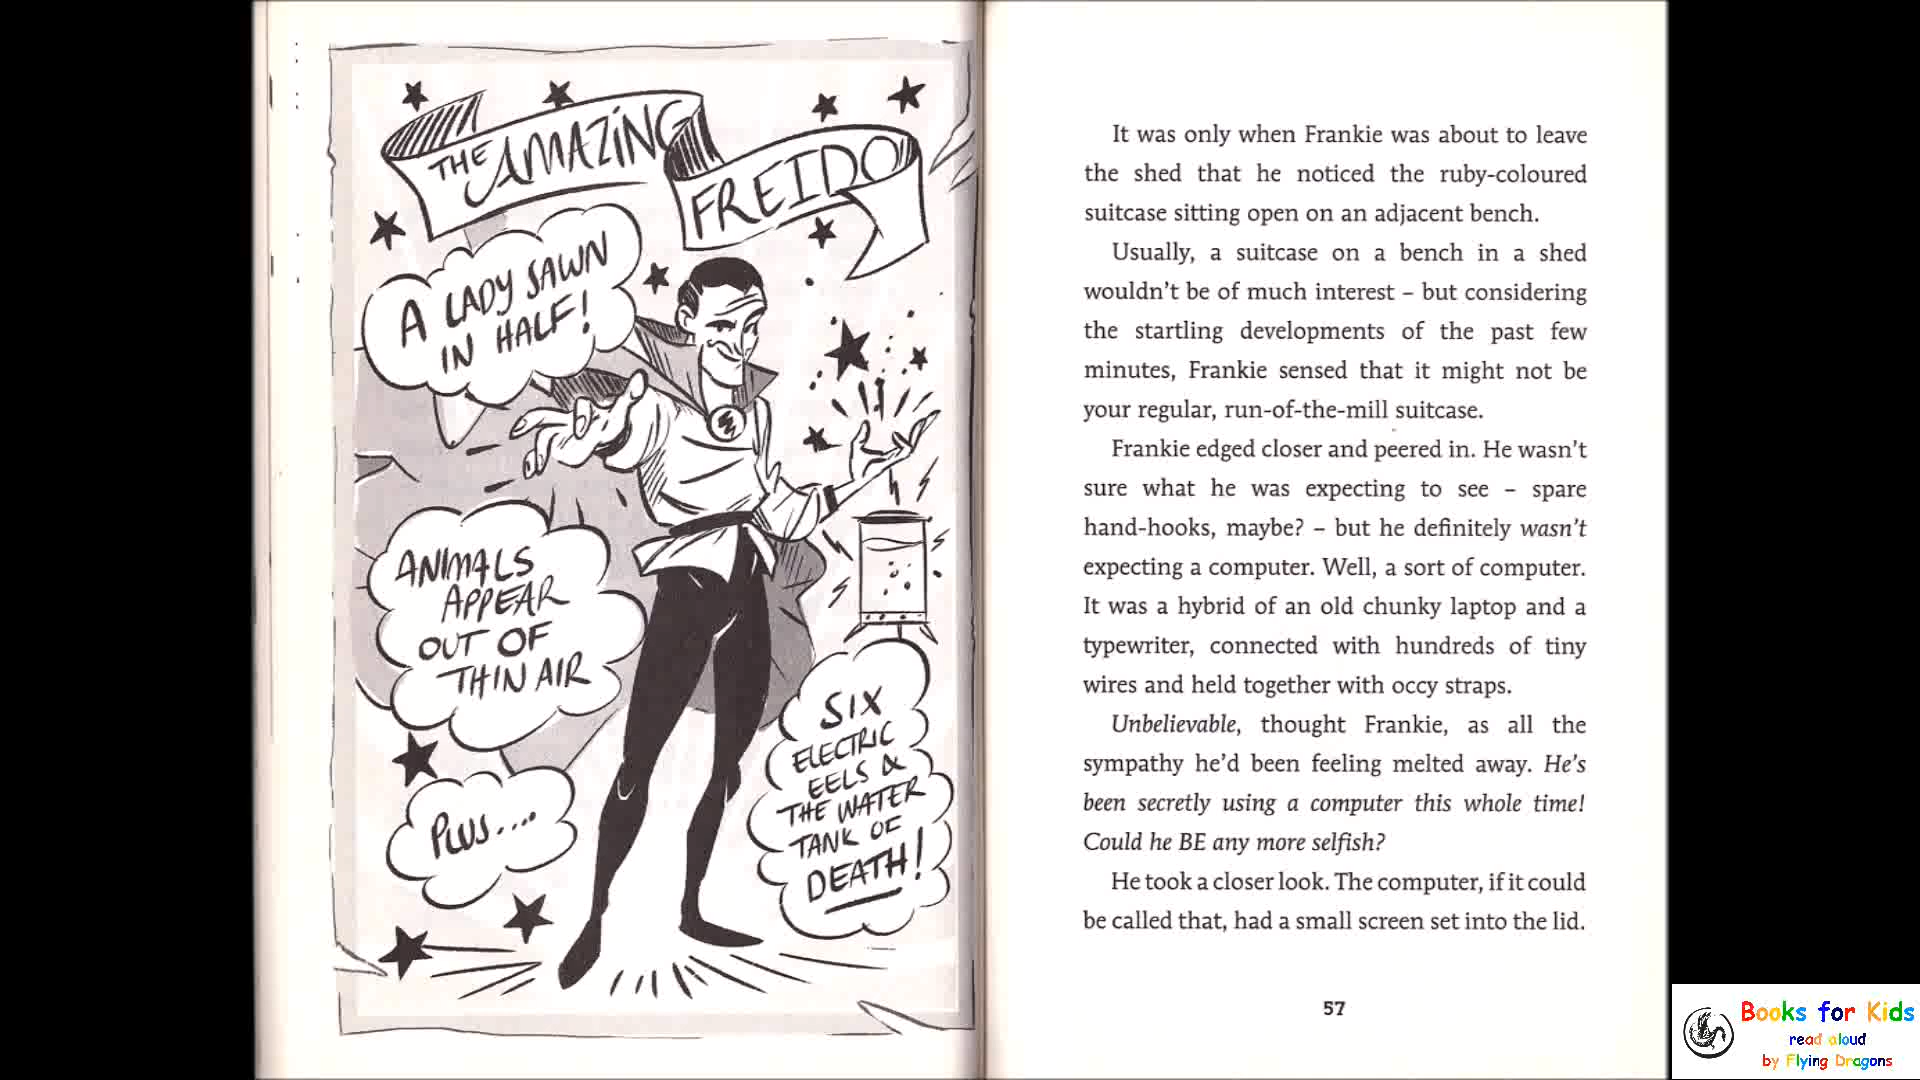 THE AMAZING
FREIDO
A LADY SAWN
IN HALF!
ANIMALS
APPEAR
OUT OF
THIN AIR
PLUS....
SIX
ELECTRIC
EELS &
THE WATER
TANK OF
DEATH!
It was only when Frankie was about to leave
the shed that he noticed the ruby-coloured
suitcase sitting open on an adjacent bench.
Usually, a suitcase on a bench in a shed
wouldn't be of much interest – but considering
the startling developments of the past few
minutes, Frankie sensed that it might not be
your regular, run-of-the-mill suitcase.
Frankie edged closer and peered in. He wasn't
sure what he was expecting to see – spare
hand-hooks, maybe? – but he definitely wasn't
expecting a computer. Well, a sort of computer.
It was a hybrid of an old chunky laptop and a
typewriter, connected with hundreds of tiny
wires and held together with occy straps.
Unbelievable, thought Frankie, as all the
sympathy he'd been feeling melted away. He's
been secretly using a computer this whole time!
Could he BE any more selfish?
He took a closer look. The computer, if it could
be called that, had a small screen set into the lid.
57
Books for Kids
read aloud
by Flying Dragons